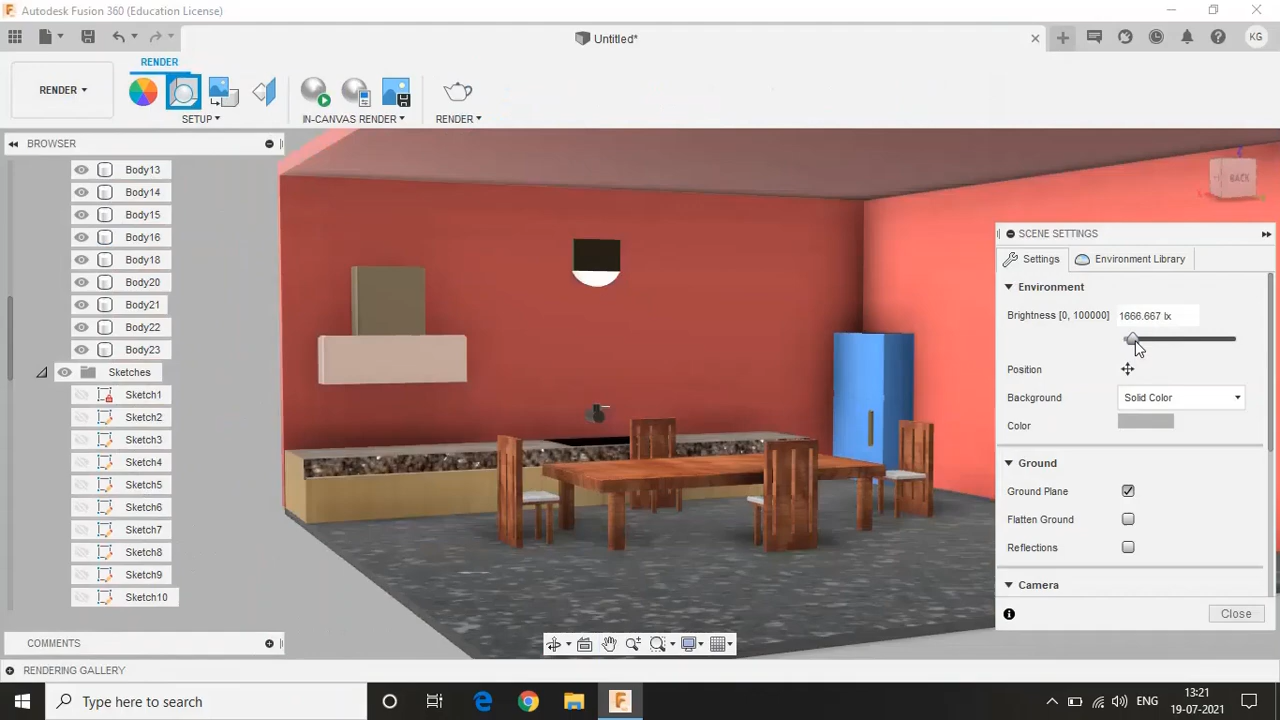 Autodesk Fusion 360 (Education License)
Untitled*
KG
RENDER
RENDER
SETUP
IN-CANVAS RENDER
RENDER
BROWSER
Body13
Body14
Body15
Body16
Body18
Body20
Body21
Body22
Body23
Sketches
Sketch1
Sketch2
Sketch3
Sketch4
Sketch5
Sketch6
Sketch7
Sketch8
Sketch9
Sketch10
BACK
SCENE SETTINGS
Settings
Environment Library
Environment
Brightness [0, 100000] 1666.667 lx
Position
Background Solid Color
Color
Ground
Ground Plane
Flatten Ground
Reflections
Camera
Close
COMMENTS
RENDERING GALLERY
Type here to search
ENG
13:21
19-07-2021